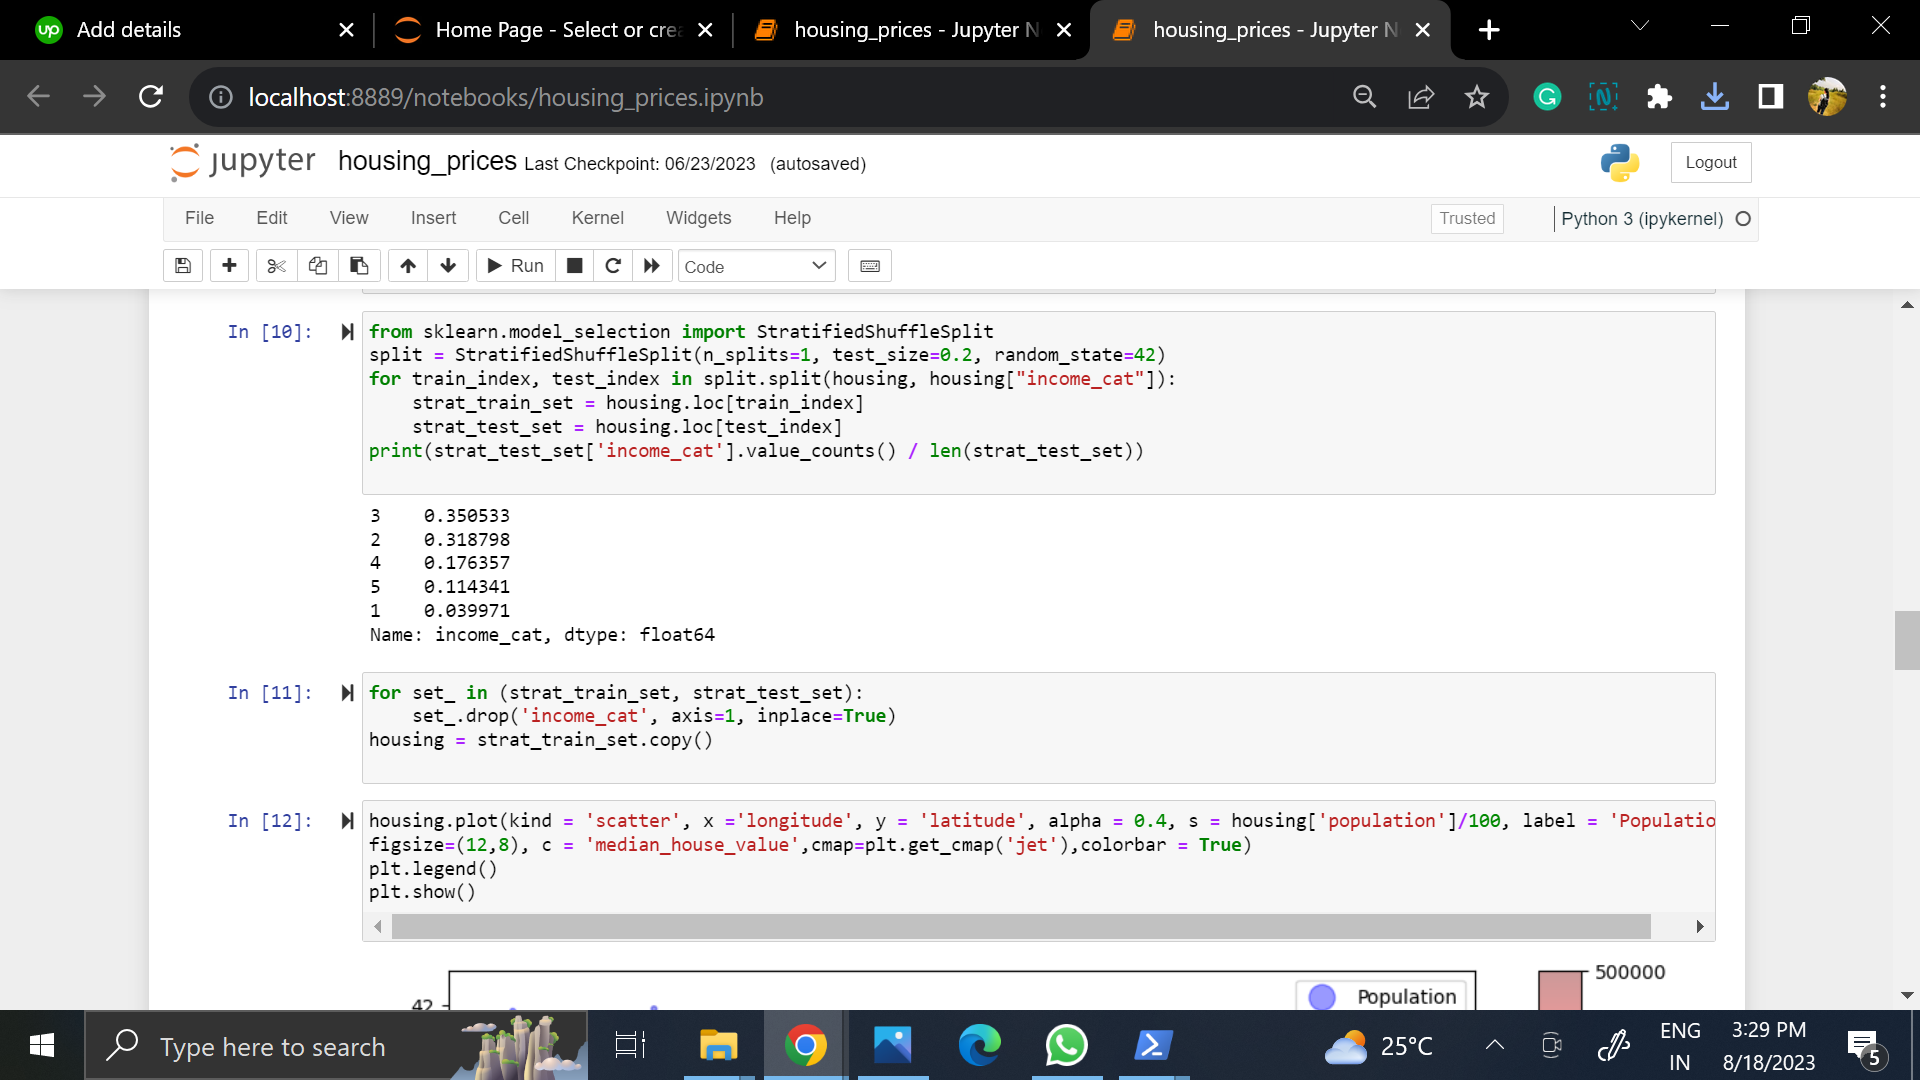 Add details
Home Page - Select or crea
housing_prices - Jupyter N
housing_prices - Jupyter N
localhost:8889/notebooks/housing_prices.ipynb
jupyter housing_prices Last Checkpoint: 06/23/2023 (autosaved)
Logout
File Edit View Insert Cell Kernel Widgets Help
Trusted
Python 3 (ipykernel)
Run
Code
In [10]:
from sklearn.model_selection import StratifiedShuffleSplit
split = StratifiedShuffleSplit(n_splits=1, test_size=0.2, random_state=42)
for train_index, test_index in split.split(housing, housing["income_cat"]):
    strat_train_set = housing.loc[train_index]
    strat_test_set = housing.loc[test_index]
print(strat_test_set['income_cat'].value_counts() / len(strat_test_set))
3    0.350533
2    0.318798
4    0.176357
5    0.114341
1    0.039971
Name: income_cat, dtype: float64
In [11]:
for set_ in (strat_train_set, strat_test_set):
    set_.drop('income_cat', axis=1, inplace=True)
housing = strat_train_set.copy()
In [12]:
housing.plot(kind = 'scatter', x ='longitude', y = 'latitude', alpha = 0.4, s = housing['population']/100, label = 'Populatio
figsize=(12,8), c = 'median_house_value',cmap=plt.get_cmap('jet'),colorbar = True)
plt.legend()
plt.show()
42
Population
500000
Type here to search
25°C
ENG
IN
3:29 PM
8/18/2023
5